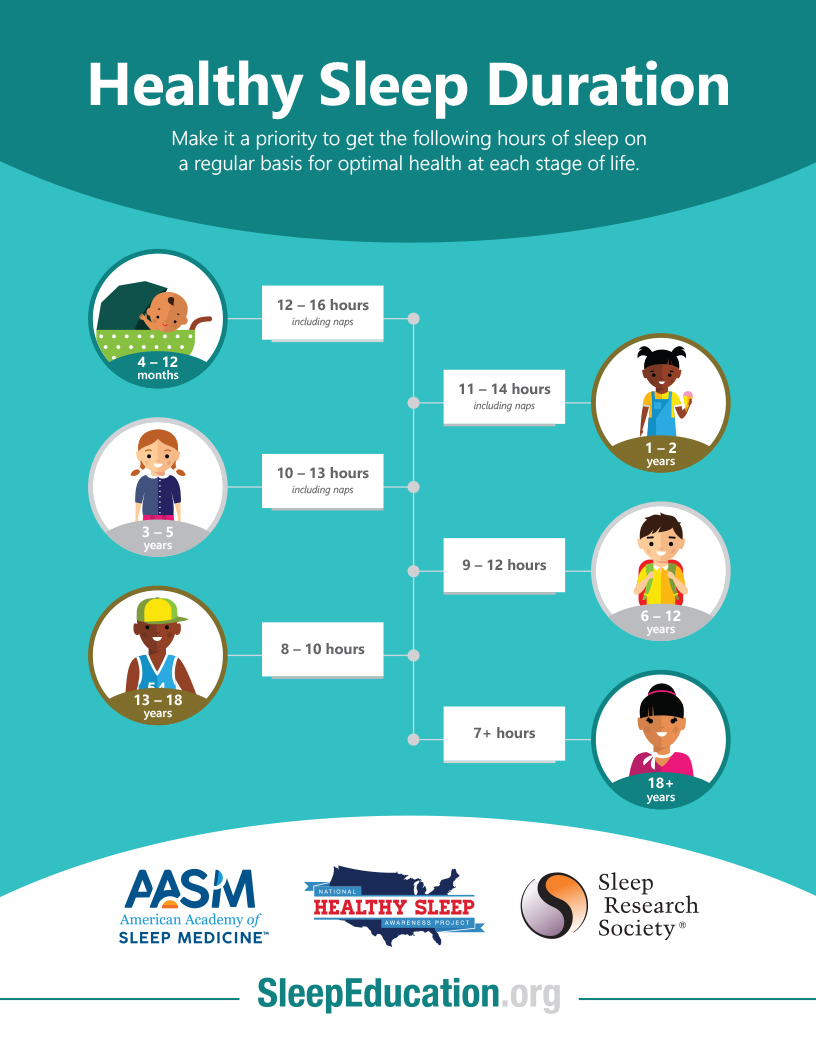 Healthy Sleep Duration
Make it a priority to get the following hours of sleep on
a regular basis for optimal health at each stage of life.
12 – 16 hours
including naps
4 – 12
months
11 – 14 hours
including naps
1 – 2
years
10 – 13 hours
including naps
3 – 5
years
9 – 12 hours
6 – 12
years
8 – 10 hours
54
13 – 18
years
7+ hours
18+
years
AASM
American Academy of
SLEEP MEDICINE™
NATIONAL
HEALTHY SLEEP
AWARENESS PROJECT
Sleep
Research
Society®
SleepEducation.org